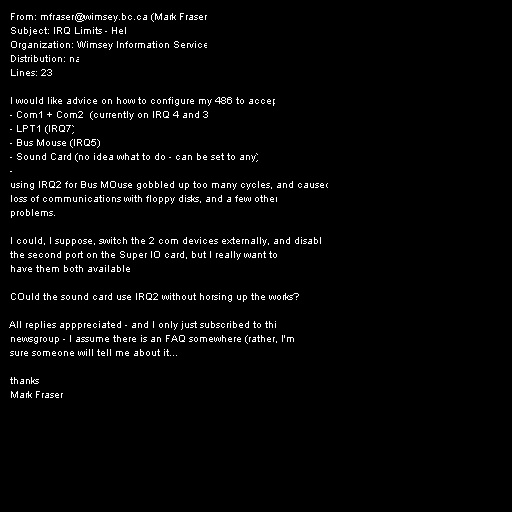 From: mfraser@wimsey.bc.ca (Mark Fraser
Subject: IRQ Limits - Hel
Organization: Wimsey Information Service
Distribution: na
Lines: 23

I would like advice on how to configure my 486 to accep
- Com1 + Com2  (currently on IRQ 4 and 3
- LPT1 (IRQ7)
- Bus Mouse (IRQ5)
- Sound Card (no idea what to do - can be set to any)
-
using IRQ2 for Bus MOuse gobbled up too many cycles, and caused
loss of communications with floppy disks, and a few other
problems.

I could, I suppose, switch the 2 com devices externally, and disabl
the second port on the Super IO card, but I really want to
have them both available

COuld the sound card use IRQ2 without horsing up the works?

All replies apppreciated - and I only just subscribed to thi
newsgroup - I assume there is an FAQ somewhere (rather, I'm
sure someone will tell me about it...

thanks
Mark Fraser